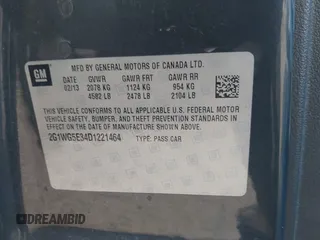 GM
MFD BY GENERAL MOTORS OF CANADA LTD.
02/13 GVWR GAWR FRT GAWR RR
2078 KG 1124 KG 954 KG
4582 LB 2478 LB 2104 LB
THIS VEHICLE CONFORMS TO ALL APPLICABLE U.S. FEDERAL MOTOR
VEHICLE SAFETY, BUMPER, AND THEFT PREVENTION STANDARDS IN
EFFECT ON THE DATE OF MANUFACTURE SHOWN ABOVE.
2G1WG5E34D1221464 TYPE: PASS CAR
DREAMBID